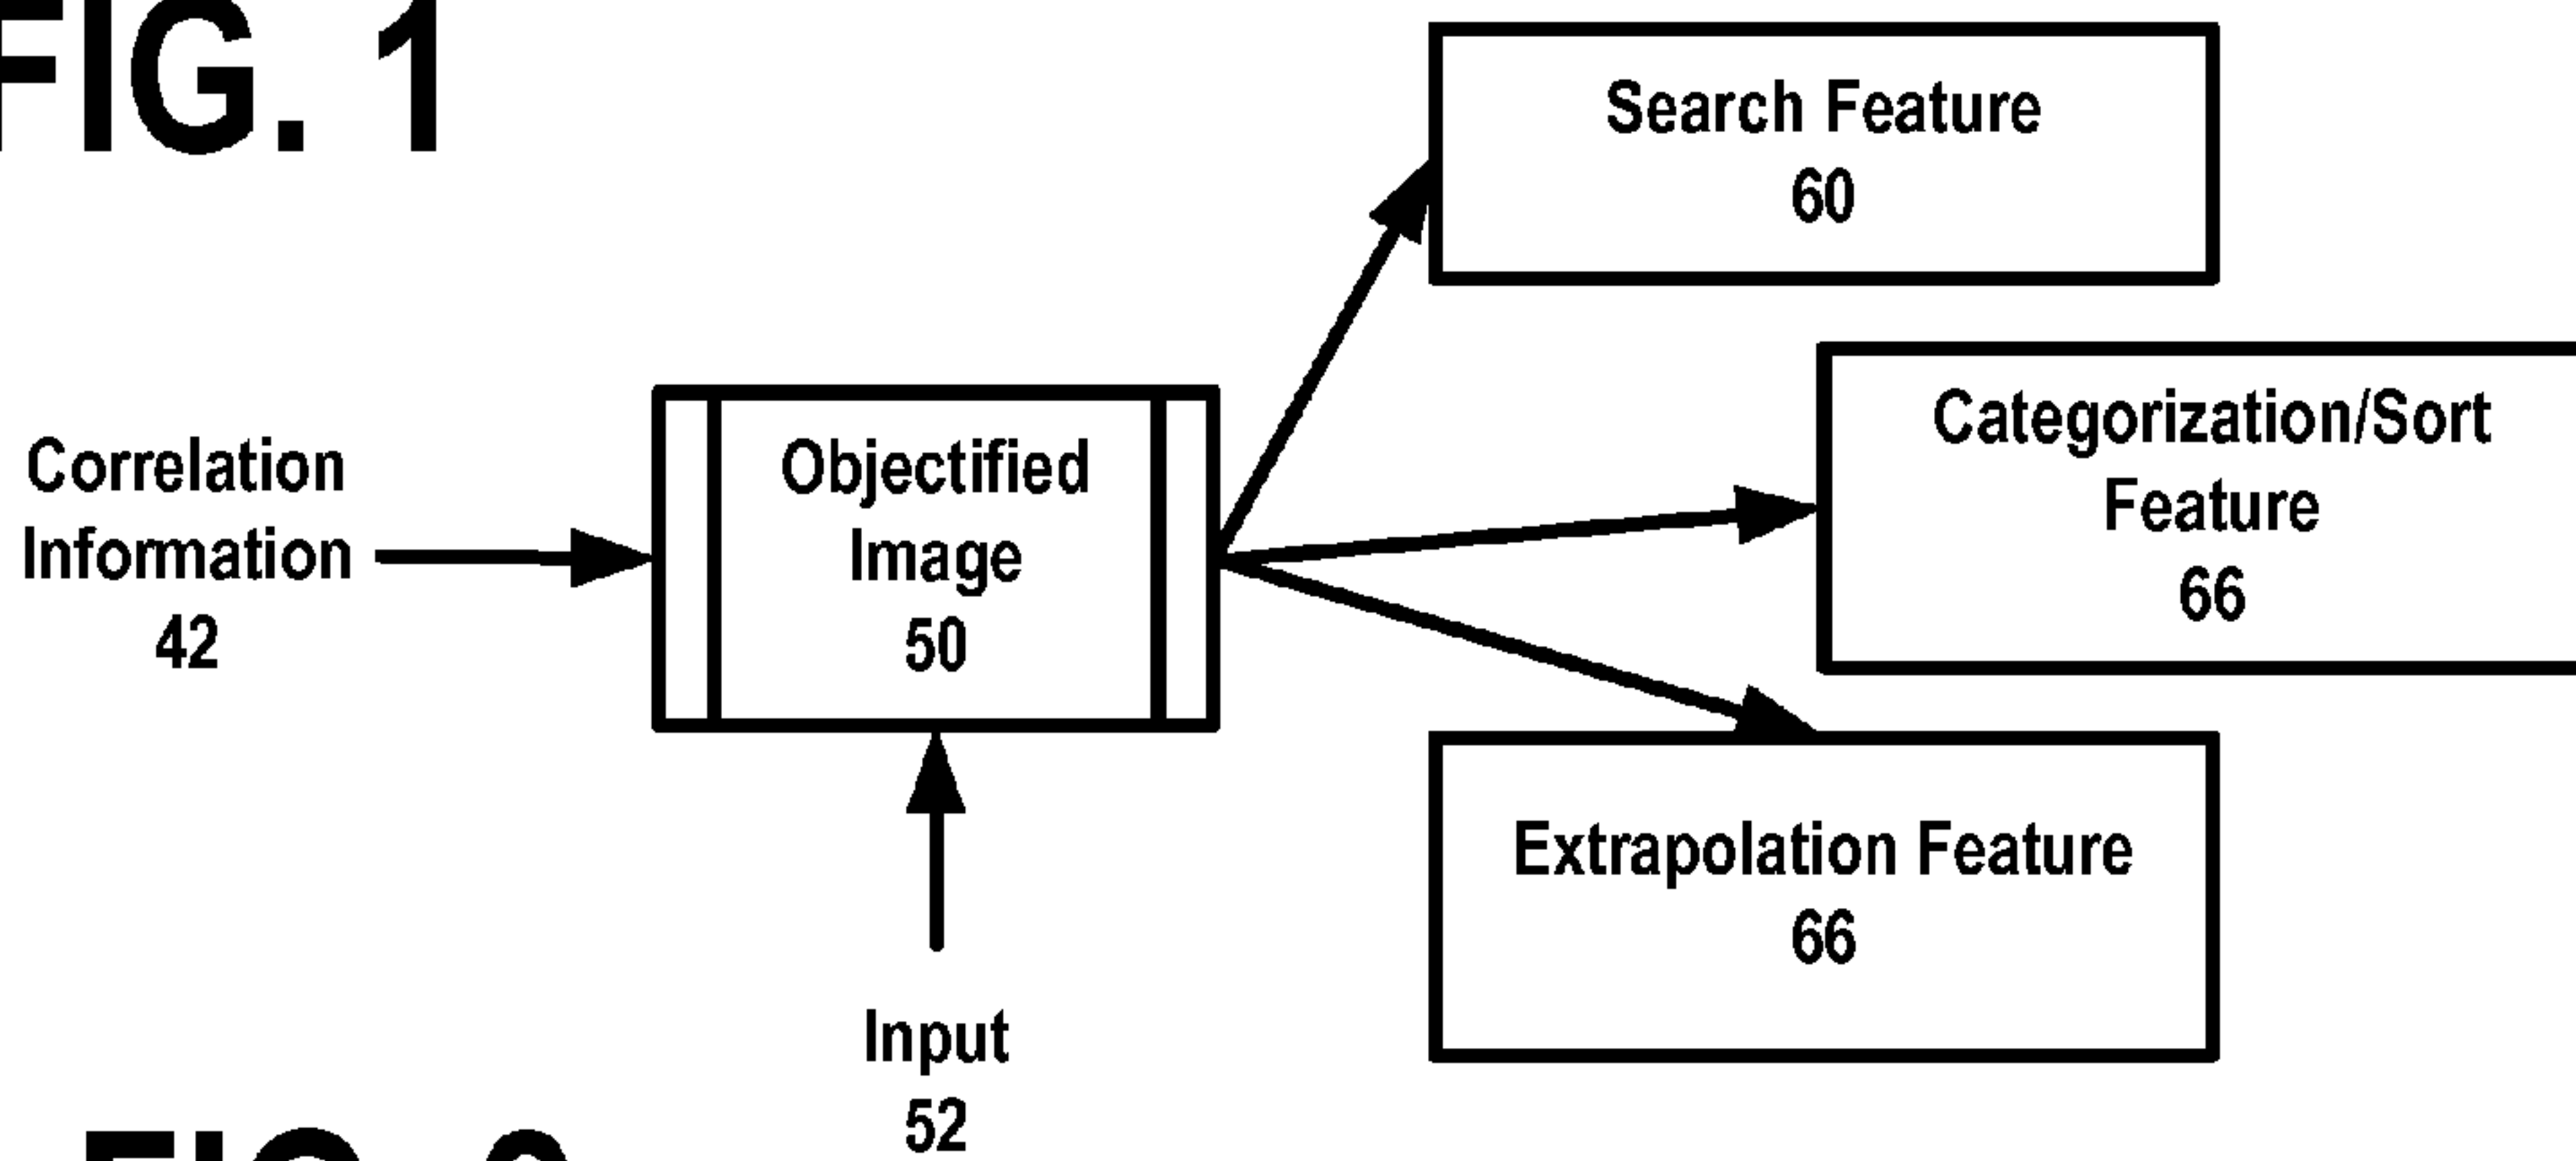 FIG. 1
Search Feature
60
Categorization/Sort
Feature
66
Correlation
Information
42
Objectified
Image
50
Extrapolation Feature
66
Input
52